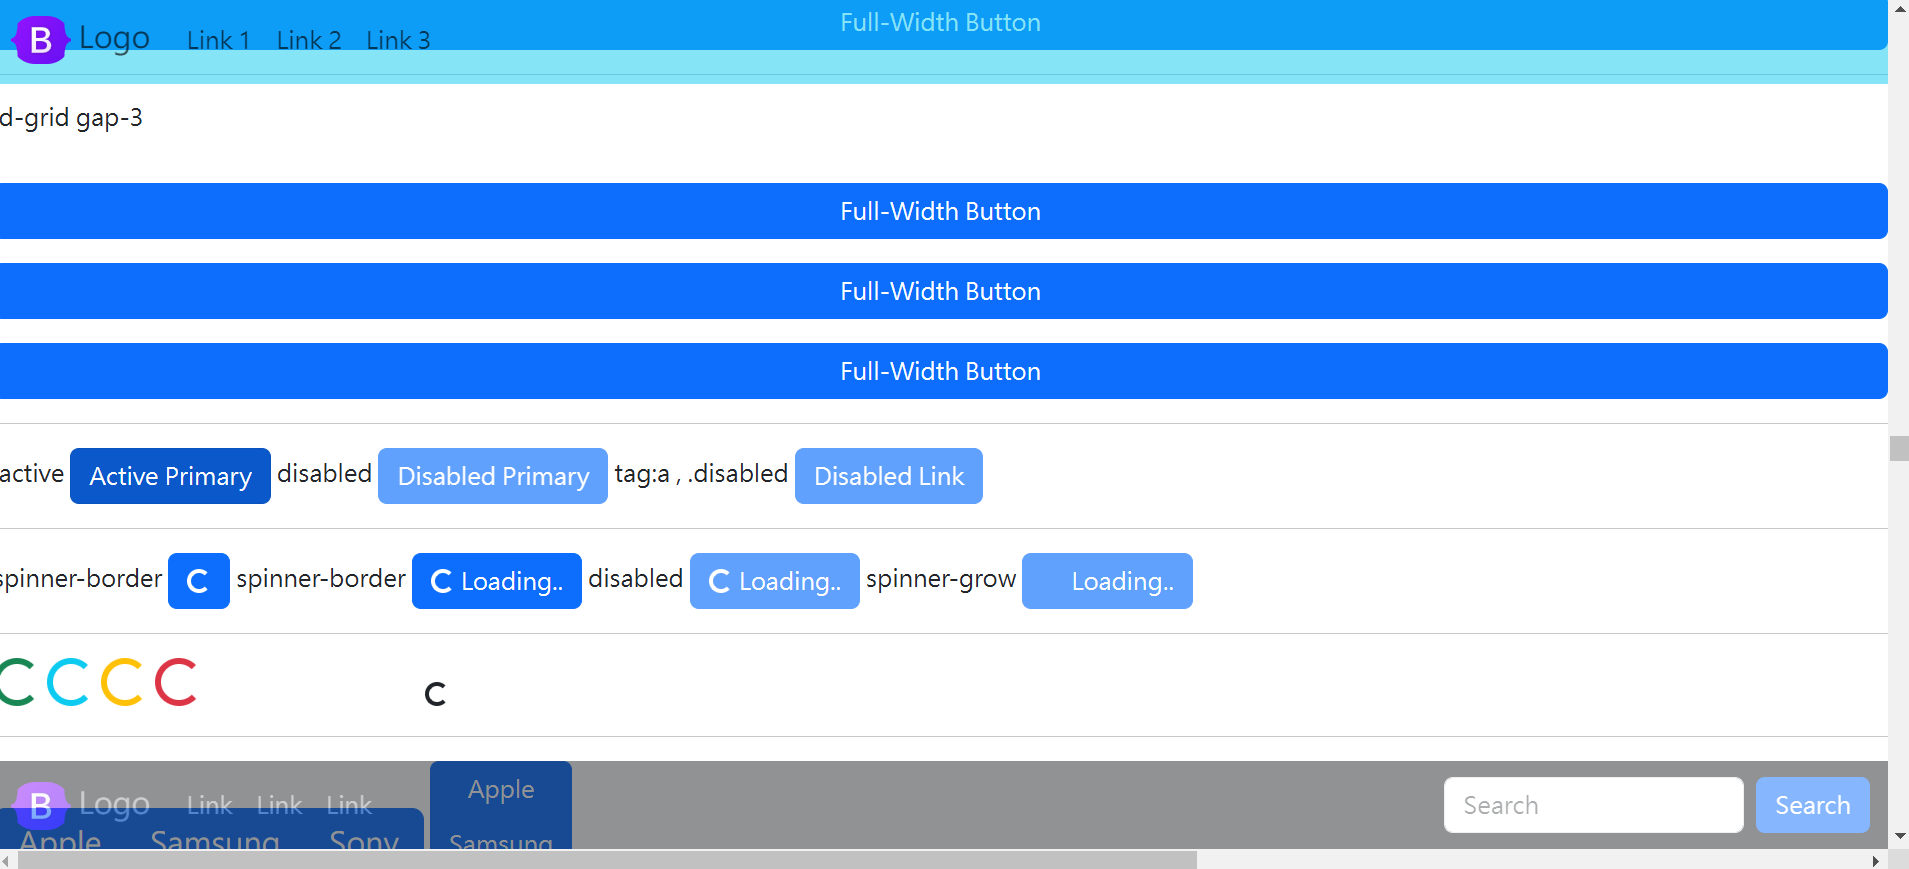 Full-Width Button
B Logo Link 1 Link 2 Link 3
d-grid gap-3
Full-Width Button
Full-Width Button
Full-Width Button
active Active Primary disabled Disabled Primary tag:a , .disabled Disabled Link
spinner-border spinner-border Loading.. disabled Loading.. spinner-grow Loading..
Apple
B Logo Link Link Link Search Search
Apple Samsung Sony Samsung